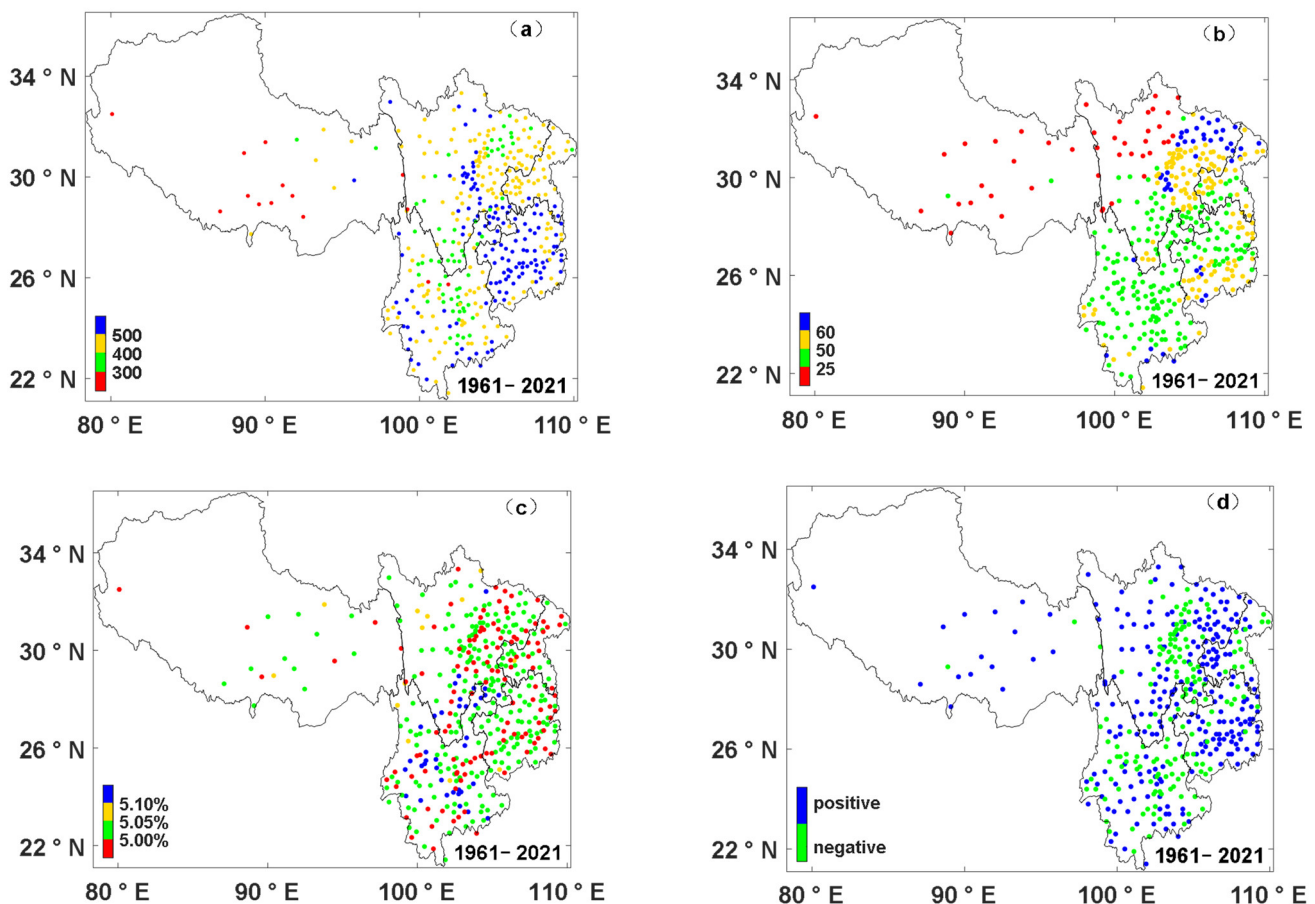 (a)
34 ° N
30 ° N
26 ° N
22 ° N
500
400
300
1961–2021
80 ° E
90 ° E
100 ° E
110 ° E
(b)
34 ° N
30 ° N
26 ° N
22 ° N
60
50
25
1961–2021
80 ° E
90 ° E
100 ° E
110 ° E
(c)
34 ° N
30 ° N
26 ° N
22 ° N
5.10%
5.05%
5.00%
1961–2021
80 ° E
90 ° E
100 ° E
110 ° E
(d)
34 ° N
30 ° N
26 ° N
22 ° N
positive
negative
1961–2021
80 ° E
90 ° E
100 ° E
110 ° E